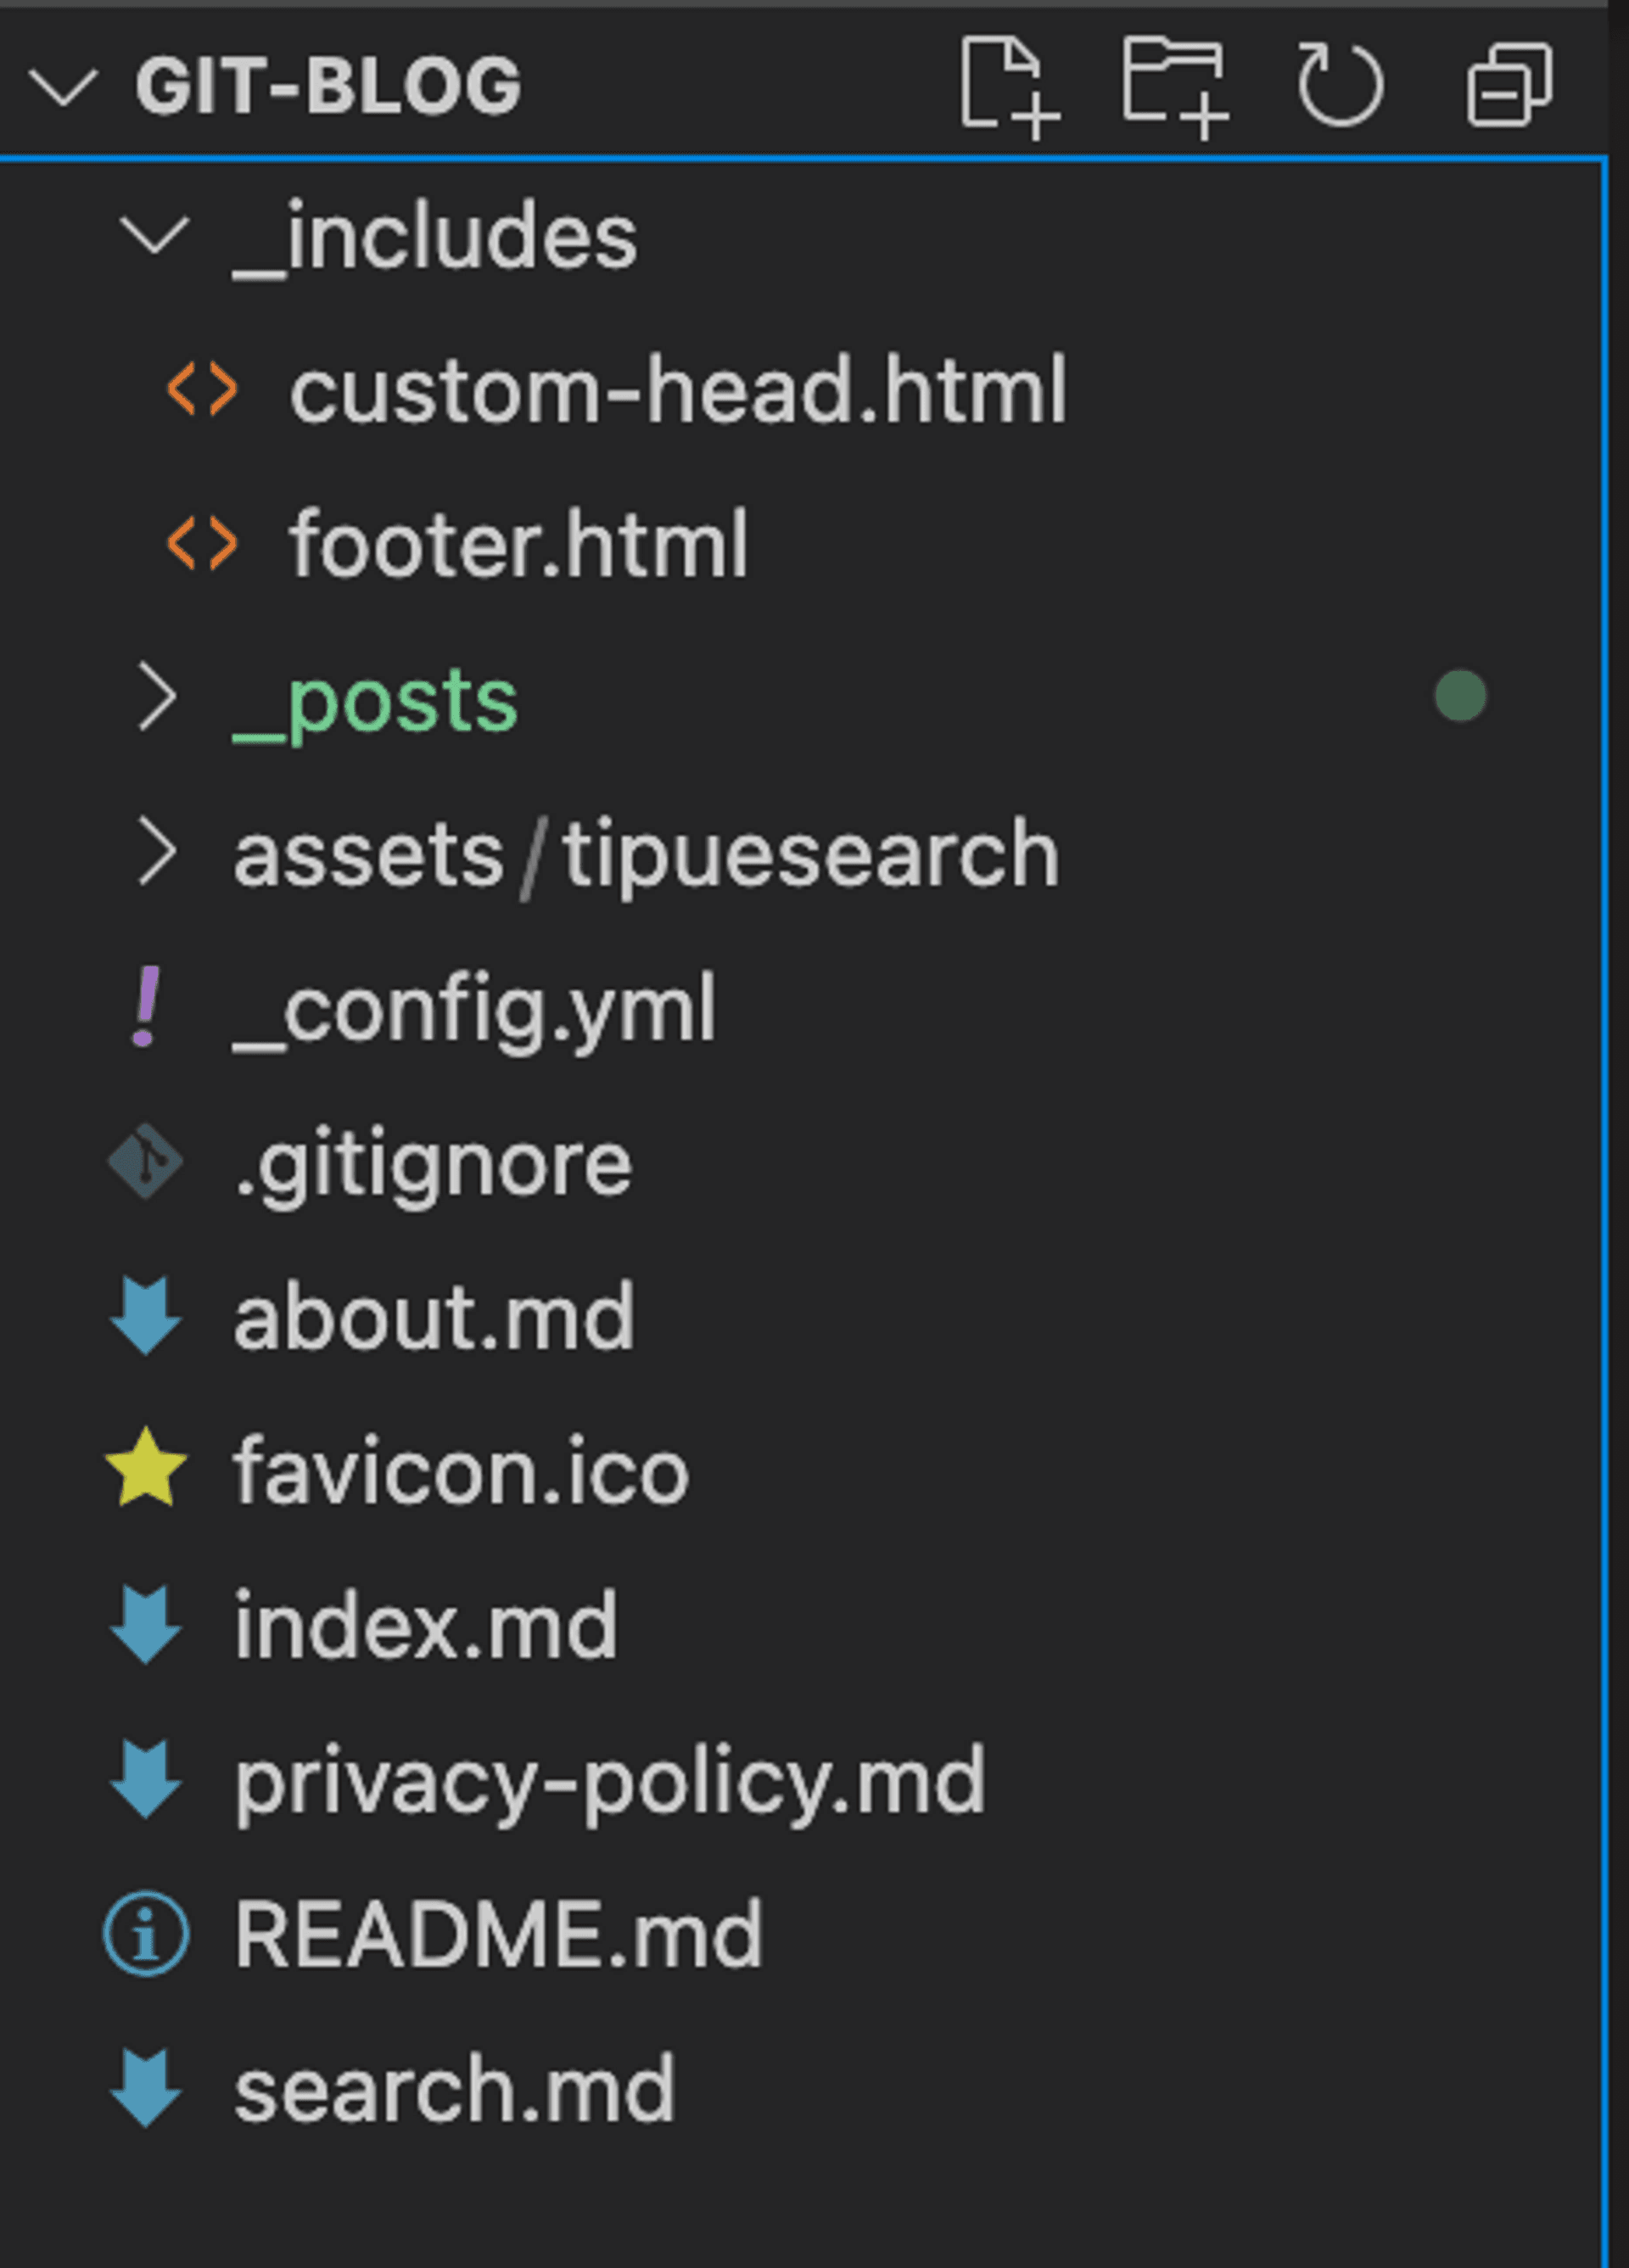 GIT-BLOG
_includes
custom-head.html
footer.html
_posts
assets/tipuesearch
_config.yml
.gitignore
about.md
favicon.ico
index.md
privacy-policy.md
README.md
search.md